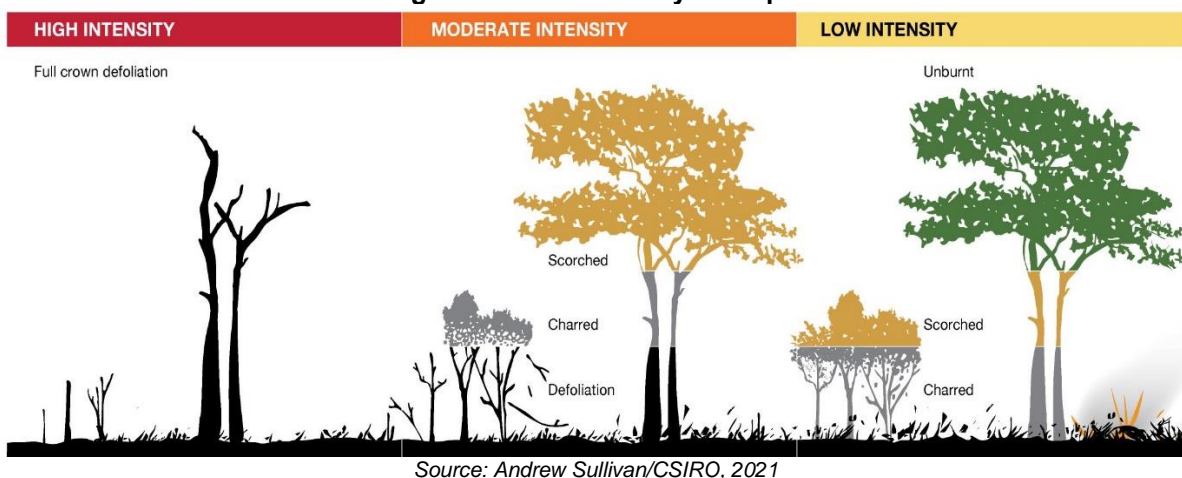 HIGH INTENSITY
MODERATE INTENSITY
LOW INTENSITY
Full crown defoliation
Unburnt
Scorched
Charred
Defoliation
Scorched
Charred
Source: Andrew Sullivan/CSIRO, 2021